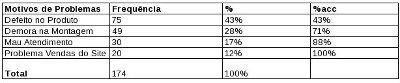 Motivos de Problemas Frequência % %acc
Defeito no Produto 75 43% 43%
Demora na Montagem 49 28% 71%
Mau Atendimento 30 17% 88%
Problema Vendas do Site 20 12% 100%
Total 174 100%